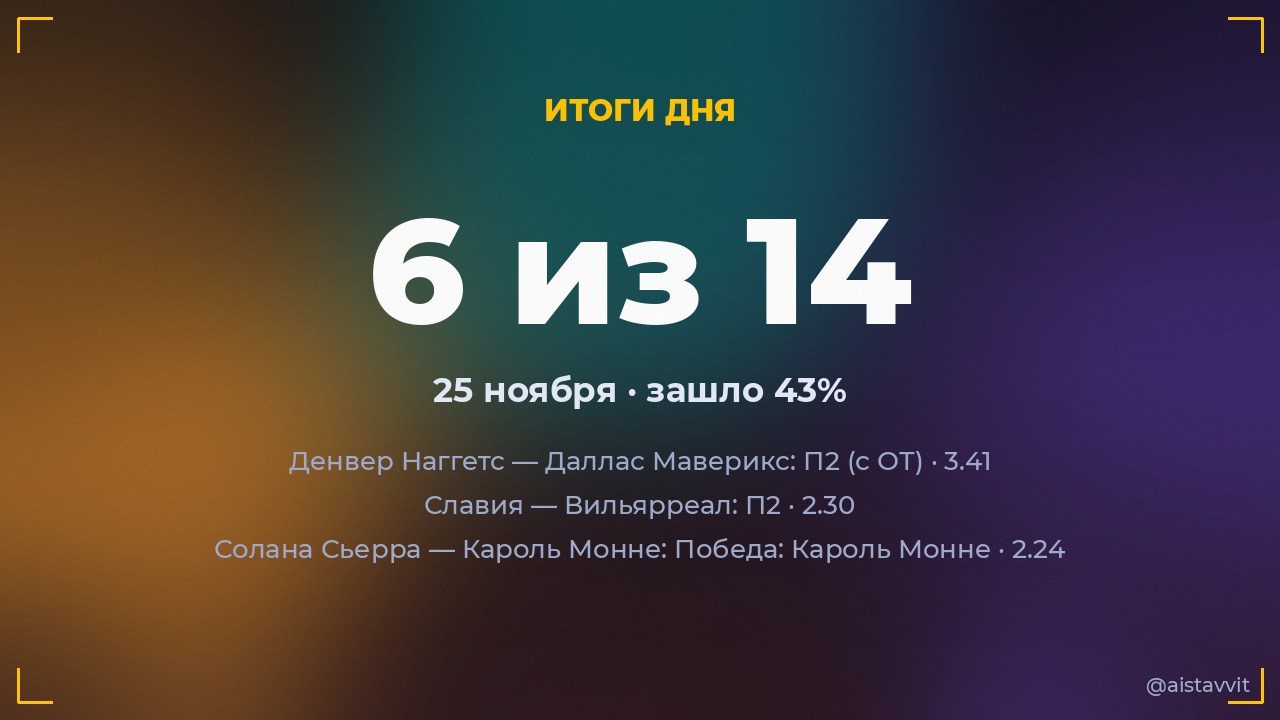 ИТОГИ ДНЯ
6 из 14
25 ноября · зашло 43%
Денвер Наггетс — Даллас Маверикс: П2 (с ОТ) · 3.41
Славия — Вильярреал: П2 · 2.30
Солана Сьерра — Кароль Монне: Победа: Кароль Монне · 2.24
@aistavvit